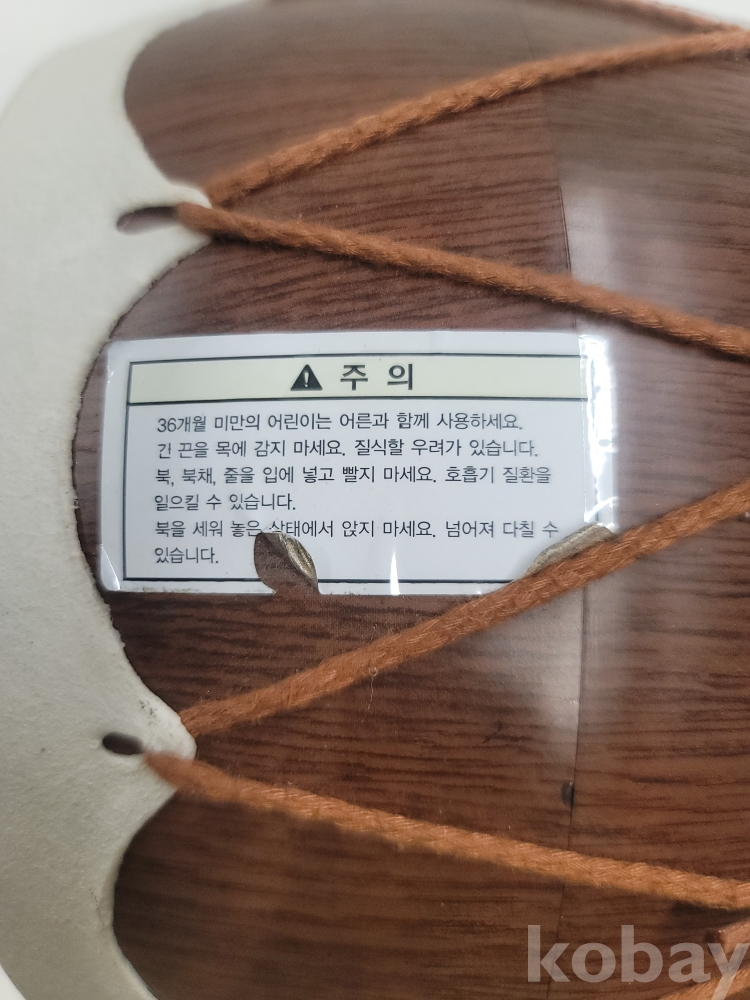 주 의
36개월 미만의 어린이는 어른과 함께 사용하세요.
긴 끈을 목에 감지 마세요. 질식할 우려가 있습니다.
북, 북채, 줄을 입에 넣고 빨지 마세요. 호흡기 질환을
일으킬 수 있습니다.
북을 세워 놓은 상태에서 앉지 마세요. 넘어져 다칠 수
있습니다.
kobay